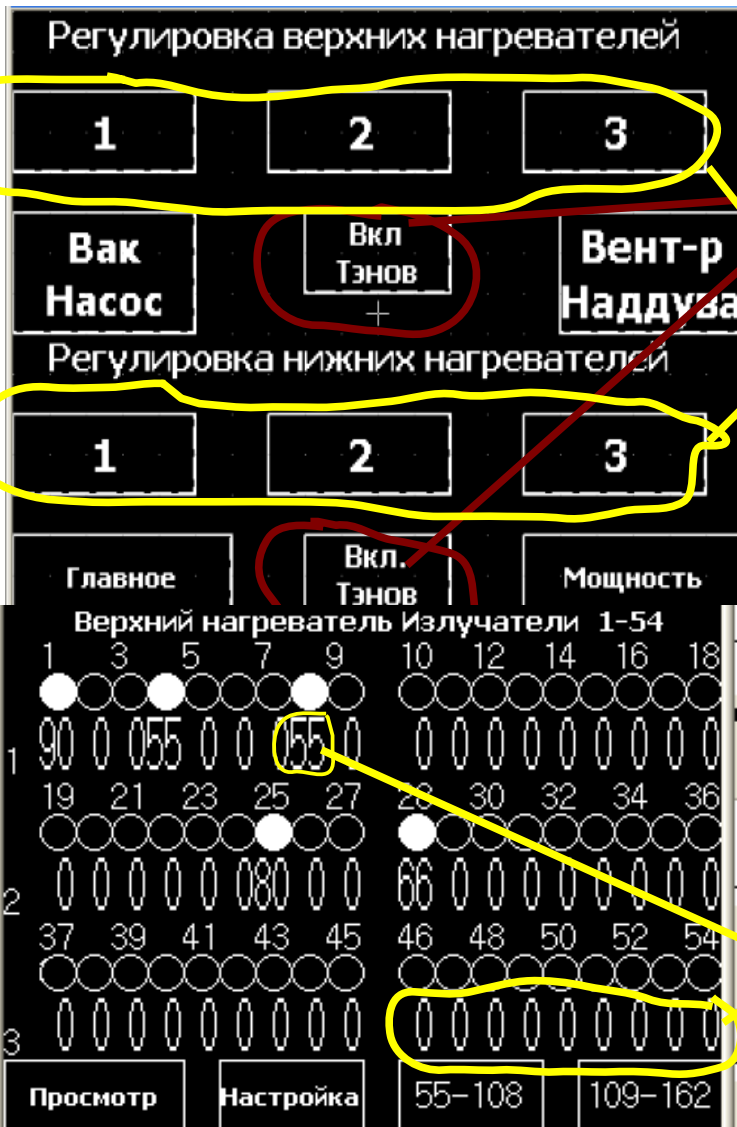 Регулировка верхних нагревателей
1 2 3
Вак Насос
Вкл Тэнов
Вент-р Наддува
Регулировка нижних нагревателей
1 2 3
Главное
Вкл. Тэнов
Мощность
Верхний нагреватель Излучатели 1-54
1 3 5 7 9 10 12 14 16 18
1 90 0 0 55 0 0 55 0 0 0 0 0 0 0 0 0 0
19 21 23 25 27 28 30 32 34 36
2 0 0 0 0 0 0 80 0 0 66 0 0 0 0 0 0 0 0
37 39 41 43 45 46 48 50 52 54
3 0 0 0 0 0 0 0 0 0 0 0 0 0 0 0 0 0 0
Просмотр Настройка 55-108 109-162